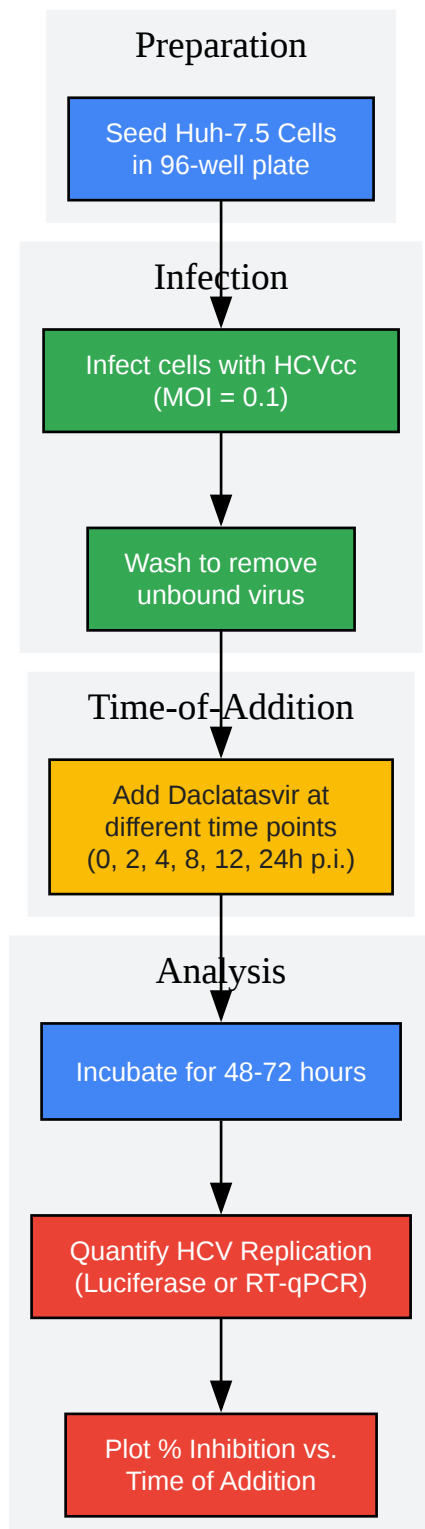 Preparation
Seed Huh-7.5 Cells
in 96-well plate
Infection
Infect cells with HCVcc
(MOI = 0.1)
Wash to remove
unbound virus
Time-of-Addition
Add Daclatasvir at
different time points
(0, 2, 4, 8, 12, 24h p.i.)
Analysis
Incubate for 48-72 hours
Quantify HCV Replication
(Luciferase or RT-qPCR)
Plot % Inhibition vs.
Time of Addition